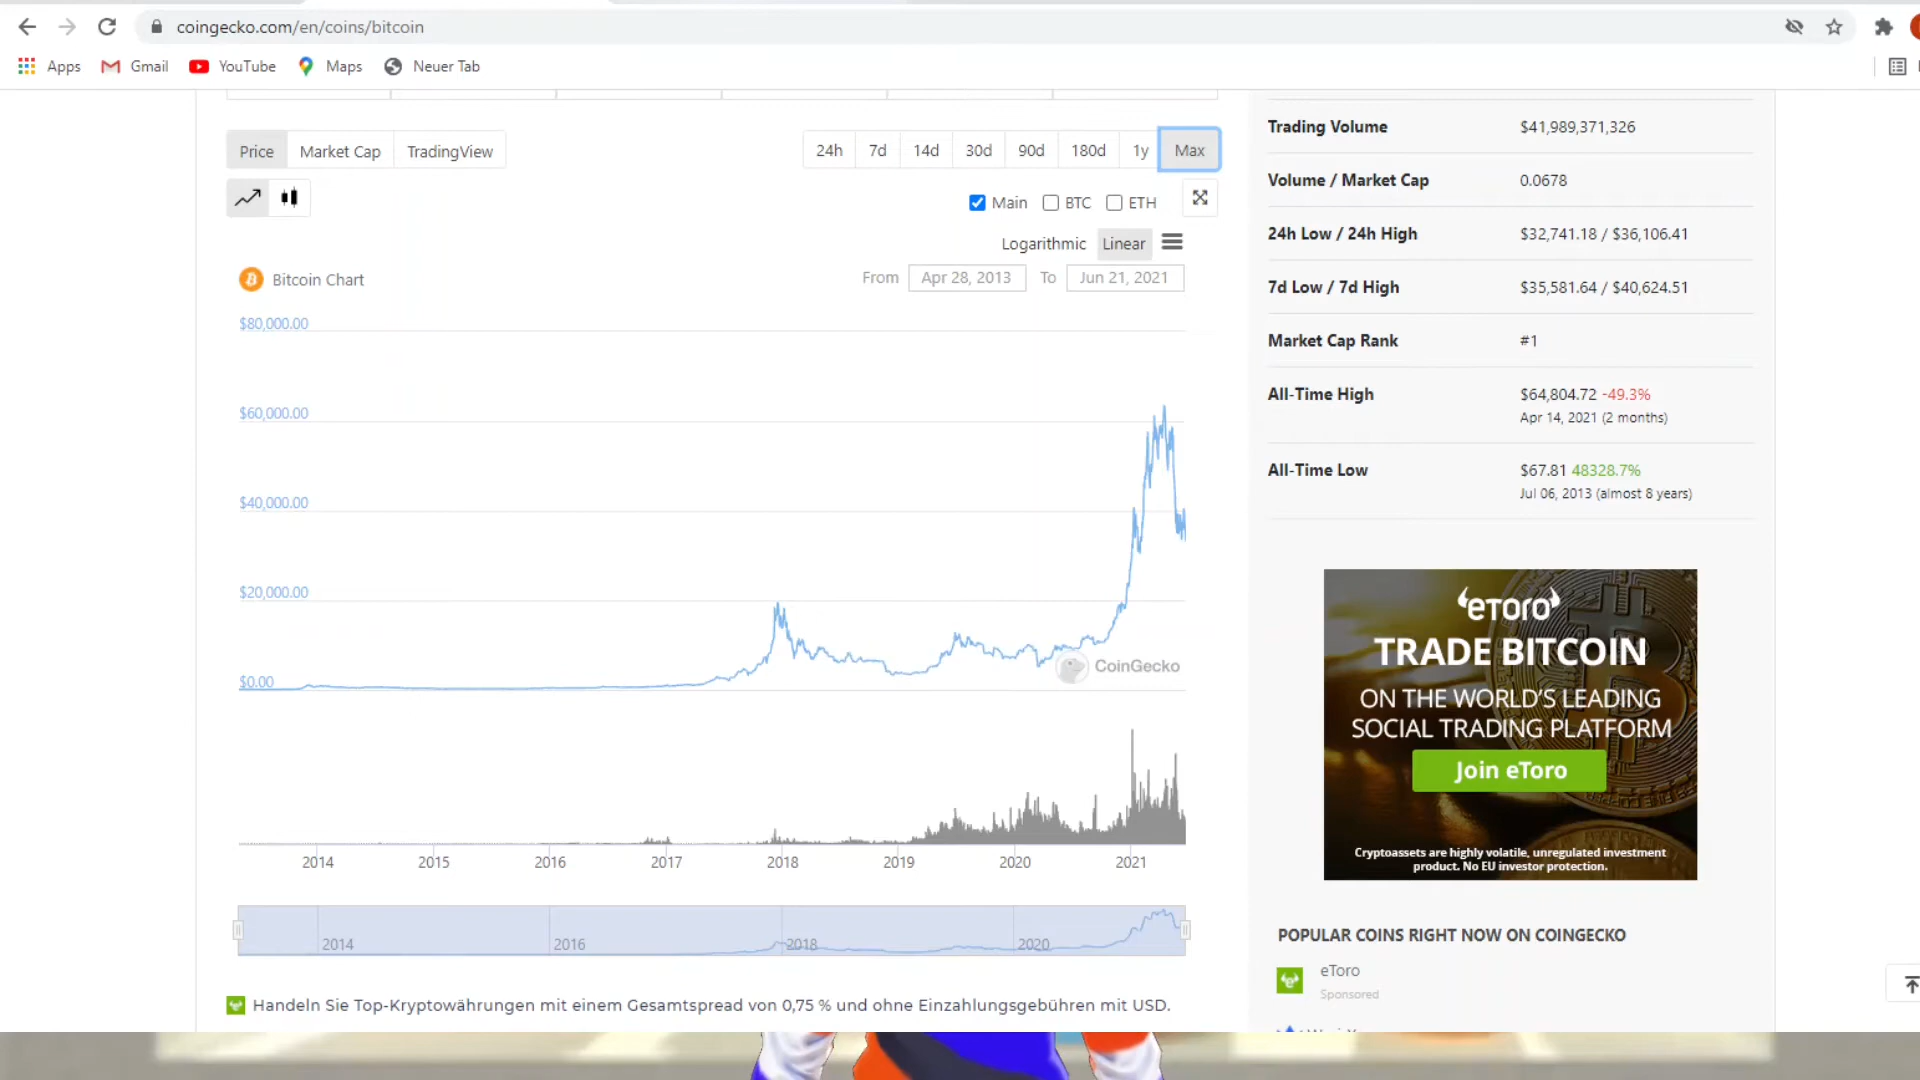 coingecko.com/en/coins/bitcoin
Apps Gmail YouTube Maps Neuer Tab
Price Market Cap TradingView
24h 7d 14d 30d 90d 180d 1y Max
Main BTC ETH
Logarithmic Linear
Bitcoin Chart
From Apr 28, 2013 To Jun 21, 2021
$80,000.00
$60,000.00
$40,000.00
$20,000.00
$0.00
CoinGecko
2014 2015 2016 2017 2018 2019 2020 2021
2014 2016 2018 2020
Handeln Sie Top-Kryptowährungen mit einem Gesamtspread von 0,75 % und ohne Einzahlungsgebühren mit USD.
Trading Volume $41,989,371,326
Volume / Market Cap 0.0678
24h Low / 24h High $32,741.18 / $36,106.41
7d Low / 7d High $35,581.64 / $40,624.51
Market Cap Rank #1
All-Time High $64,804.72 -49.3%
Apr 14, 2021 (2 months)
All-Time Low $67.81 48328.7%
Jul 06, 2013 (almost 8 years)
eToro
TRADE BITCOIN
ON THE WORLD'S LEADING
SOCIAL TRADING PLATFORM
Join eToro
Cryptoassets are highly volatile, unregulated investment
product. No EU investor protection.
POPULAR COINS RIGHT NOW ON COINGECKO
eToro
Sponsored